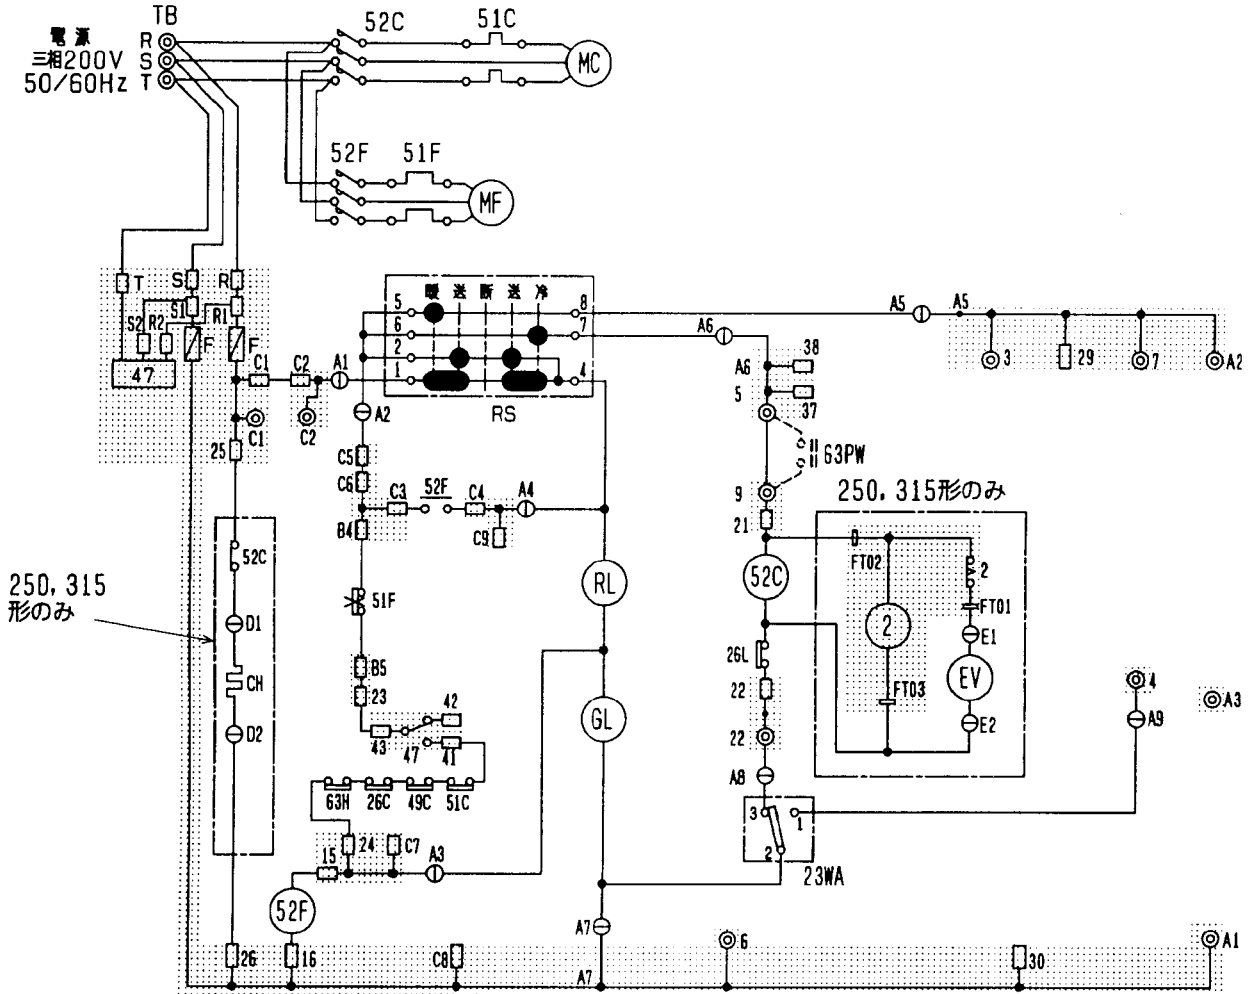 TB
電源
三相200V
50/60Hz
R
S
T
52C
51C
MC
52F
51F
MF
T
S
R
S1
R1
S2
R2
F
F
47
C1
C2
A1
C1
C2
25
暖 送 断 送 冷
5
6
2
1
8
7
4
RS
A2
C5
C6
C3
52F
C4
A4
B4
C9
51F
B5
23
43
47
42
41
63H
26C
49C
51C
24
C7
15
A3
52F
16
RL
GL
A7
A7
C8
250, 315
形のみ
52C
D1
CH
D2
26
A6
A6
38
5
37
63PW
9
21
52C
26L
22
22
A8
3
1
2
23WA
250, 315形のみ
FT02
2
FT01
2
E1
EV
FT03
E2
A5
A5
3
29
7
A2
4
A9
A3
6
30
A1